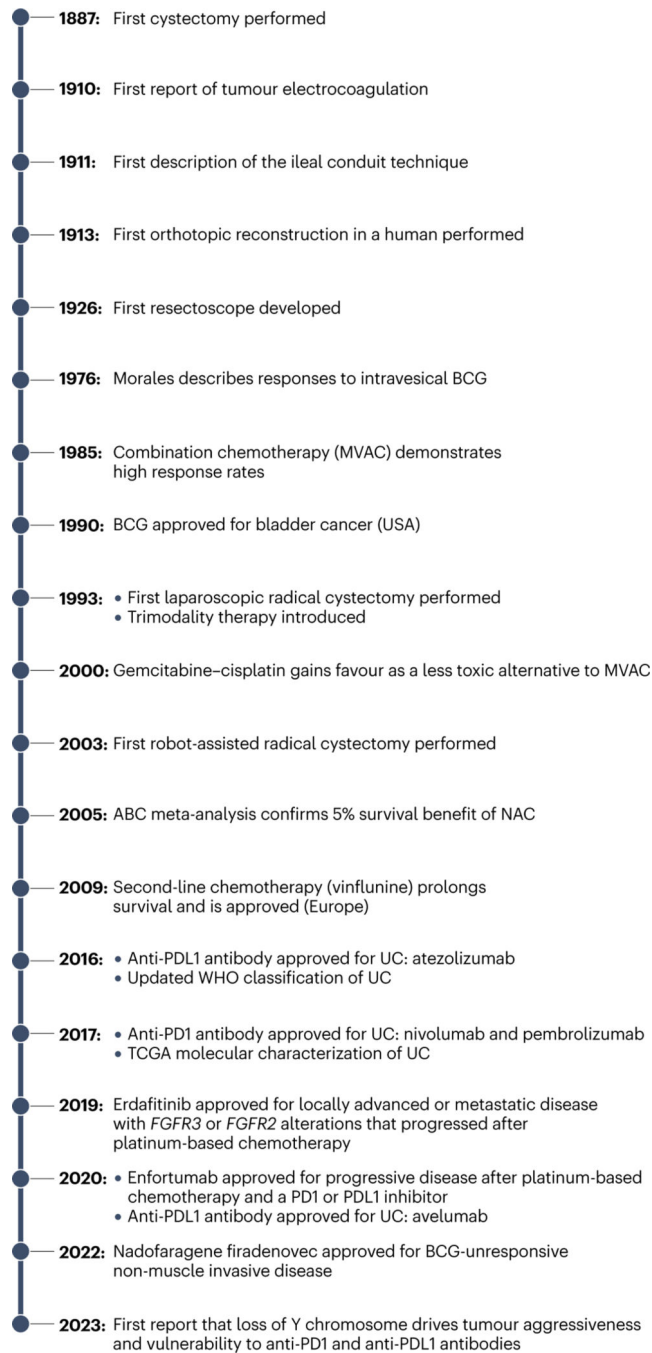 1887: First cystectomy performed
1910: First report of tumour electrocoagulation
1911: First description of the ileal conduit technique
1913: First orthotopic reconstruction in a human performed
1926: First resectoscope developed
1976: Morales describes responses to intravesical BCG
1985: Combination chemotherapy (MVAC) demonstrates
high response rates
1990: BCG approved for bladder cancer (USA)
1993: • First laparoscopic radical cystectomy performed
• Trimodality therapy introduced
2000: Gemcitabine–cisplatin gains favour as a less toxic alternative to MVAC
2003: First robot-assisted radical cystectomy performed
2005: ABC meta-analysis confirms 5% survival benefit of NAC
2009: Second-line chemotherapy (vinflunine) prolongs
survival and is approved (Europe)
2016: • Anti-PDL1 antibody approved for UC: atezolizumab
• Updated WHO classification of UC
2017: • Anti-PD1 antibody approved for UC: nivolumab and pembrolizumab
• TCGA molecular characterization of UC
2019: Erdafitinib approved for locally advanced or metastatic disease
with FGFR3 or FGFR2 alterations that progressed after
platinum-based chemotherapy
2020: • Enfortumab approved for progressive disease after platinum-based
chemotherapy and a PD1 or PDL1 inhibitor
• Anti-PDL1 antibody approved for UC: avelumab
2022: Nadofaragene firadenovec approved for BCG-unresponsive
non-muscle invasive disease
2023: First report that loss of Y chromosome drives tumour aggressiveness
and vulnerability to anti-PD1 and anti-PDL1 antibodies